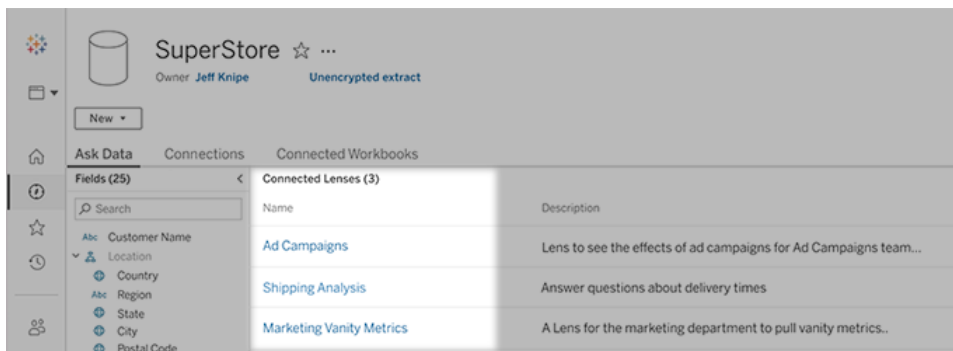 SuperStore ☆ ...
Owner Jeff Knipe Unencrypted extract
New
Ask Data Connections Connected Workbooks
Fields (25)
Search
Abc Customer Name
Location
Country
Abc Region
State
City
Postal Code
Connected Lenses (3)
Name Description
Ad Campaigns Lens to see the effects of ad campaigns for Ad Campaigns team...
Shipping Analysis Answer questions about delivery times
Marketing Vanity Metrics A Lens for the marketing department to pull vanity metrics..